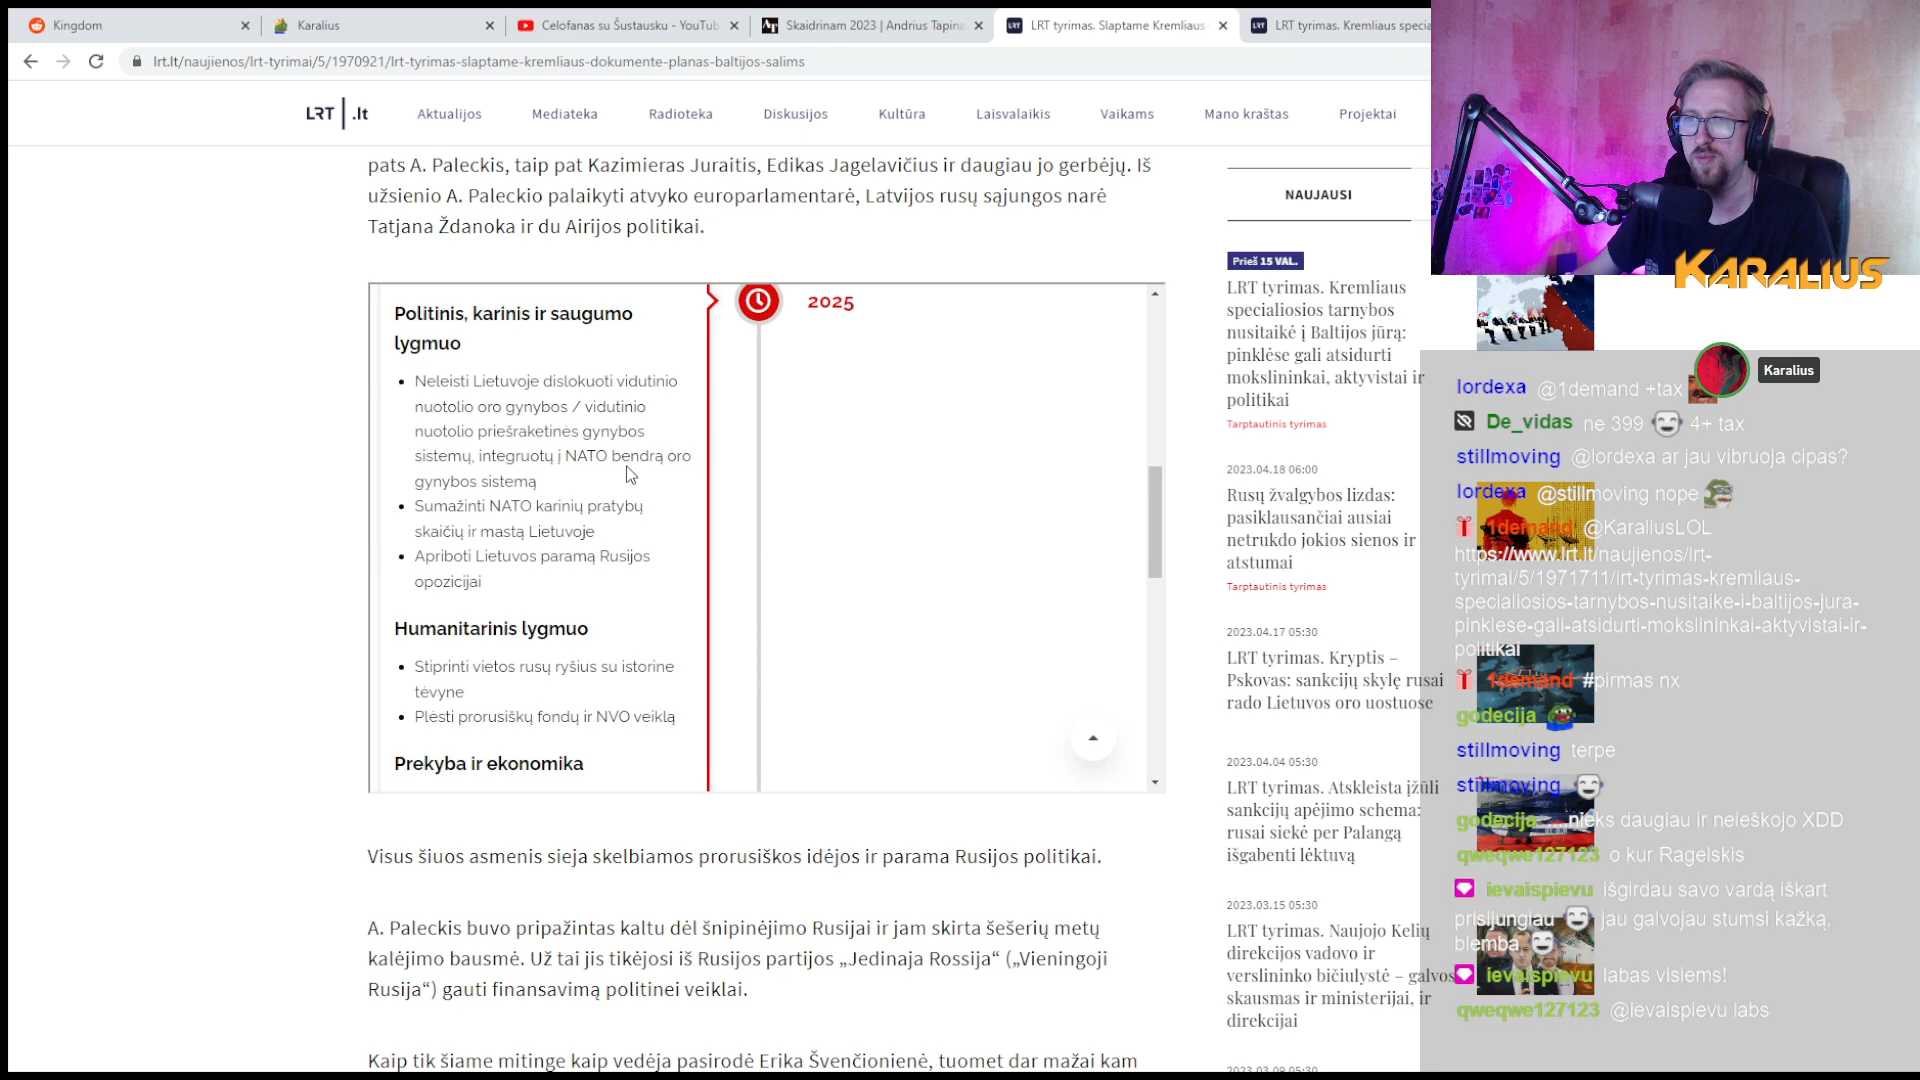 Kingdom
Karalius
Celofanas su Šustausku - YouTub
Skaidrinam 2023 | Andrius Tapina
LRT tyrimas. Slaptame Kremliaus
LRT tyrimas. Kremliaus specia
lrt.lt/naujienos/lrt-tyrimai/5/1970921/lrt-tyrimas-slaptame-kremliaus-dokumente-planas-baltijos-salims
LRT .lt
Aktualijos
Mediateka
Radioteka
Diskusijos
Kultūra
Laisvalaikis
Vaikams
Mano kraštas
Projektai
pats A. Paleckis, taip pat Kazimieras Juraitis, Edikas Jagelavičius ir daugiau jo gerbėjų. Iš
užsienio A. Paleckio palaikyti atvyko europarlamentarė, Latvijos rusų sąjungos narė
Tatjana Ždanoka ir du Airijos politikai.
Politinis, karinis ir saugumo
lygmuo
• Neleisti Lietuvoje dislokuoti vidutinio
nuotolio oro gynybos / vidutinio
nuotolio priešraketinės gynybos
sistemų, integruotų į NATO bendrą oro
gynybos sistemą
• Sumažinti NATO karinių pratybų
skaičių ir mastą Lietuvoje
• Apriboti Lietuvos paramą Rusijos
opozicijai
Humanitarinis lygmuo
• Stiprinti vietos rusų ryšius su istorine
tėvyne
• Plėsti prorusiškų fondų ir NVO veiklą
Prekyba ir ekonomika
2025
Visus šiuos asmenis sieja skelbiamos prorusiškos idėjos ir parama Rusijos politikai.
A. Paleckis buvo pripažintas kaltu dėl šnipinėjimo Rusijai ir jam skirta šešerių metų
kalėjimo bausmė. Už tai jis tikėjosi iš Rusijos partijos „Jedinaja Rossija“ („Vieningoji
Rusija“) gauti finansavimą politinei veiklai.
Kaip tik šiame mitinge kaip vedėja pasirodė Erika Švenčionienė, tuomet dar mažai kam
NAUJAUSI
Prieš 15 VAL.
LRT tyrimas. Kremliaus
specialiosios tarnybos
nusitaikė į Baltijos jūrą:
pinklėse gali atsidurti
mokslininkai, aktyvistai ir
politikai
Tarptautinis tyrimas
2023.04.18 06:00
Rusų žvalgybos lizdas:
pasiklausančiai ausiai
netrukdo jokios sienos ir
atstumai
Tarptautinis tyrimas
2023.04.17 05:30
LRT tyrimas. Kryptis –
Pskovas: sankcijų skylę rusai
rado Lietuvos oro uostuose
2023.04.04 05:30
LRT tyrimas. Atskleista įžūli
sankcijų apėjimo schema:
rusai siekė per Palangą
išgabenti lėktuvą
2023.03.15 05:30
LRT tyrimas. Naujojo Kelių
direkcijos vadovo ir
verslininko bičiulystė – galvos
skausmas ir ministerijai, ir
direkcijai
2023.03.09 05:30
KARALIUS
Karalius
lordexa @1demand +tax
De_vidas ne 399 4+ tax
stillmoving @lordexa ar jau vibruoja cipas?
lordexa @stillmoving nope
1demand @KaraliusLOL
https://www.lrt.lt/naujienos/lrt-
tyrimai/5/1971711/lrt-tyrimas-kremliaus-
specialiosios-tarnybos-nusitaike-i-baltijos-jura-
pinklese-gali-atsidurti-mokslininkai-aktyvistai-ir-
politikai
1demand #pirmas nx
godecija
stillmoving terpe
stillmoving
godecija .....nieks daugiau ir neieškojo XDD
qweqwe127123 o kur Ragelskis
ievaispievu išgirdau savo vardą iškart
prisijungiau jau galvojau stumsi kažką,
blemba
ievaispievu labas visiems!
qweqwe127123 @ievaispievu labs